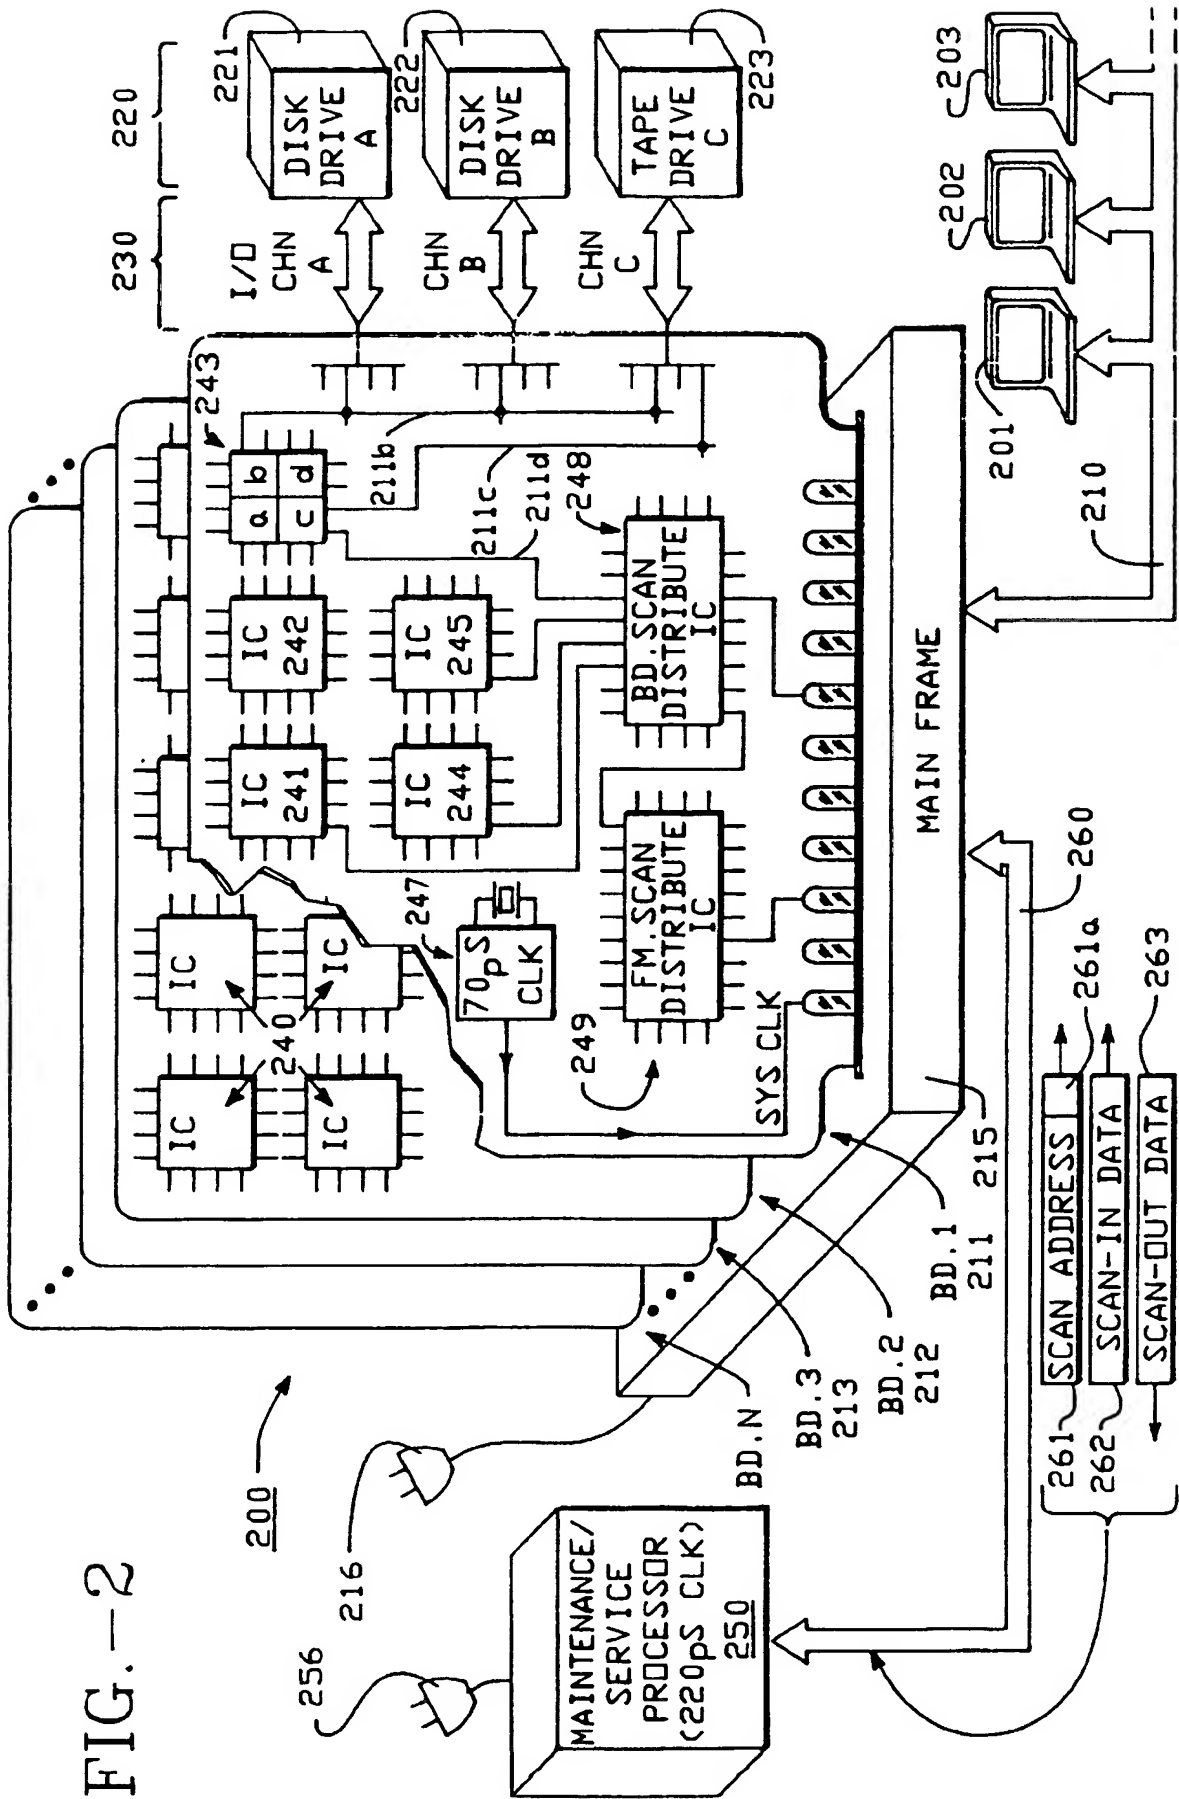 FIG.-2
200
256
216
MAINTENANCE/
SERVICE
PROCESSOR
(220pS CLK)
250
BD.N
BD.3
213
BD.2
212
BD.1
211
215
IC
IC
IC
IC
240
247
70pS
CLK
SYS CLK
249
FM.SCAN
DISTRIBUTE
IC
BD.SCAN
DISTRIBUTE
IC
248
IC
241
IC
242
IC
244
IC
245
243
a
b
c
d
211b
211c
211d
MAIN FRAME
220
230
221
DISK
DRIVE
A
222
DISK
DRIVE
B
223
TAPE
DRIVE
C
I/O
CHN
A
CHN
B
CHN
C
201
202
203
210
260
261
SCAN ADDRESS
261a
262
SCAN-IN DATA
SCAN-OUT DATA
263